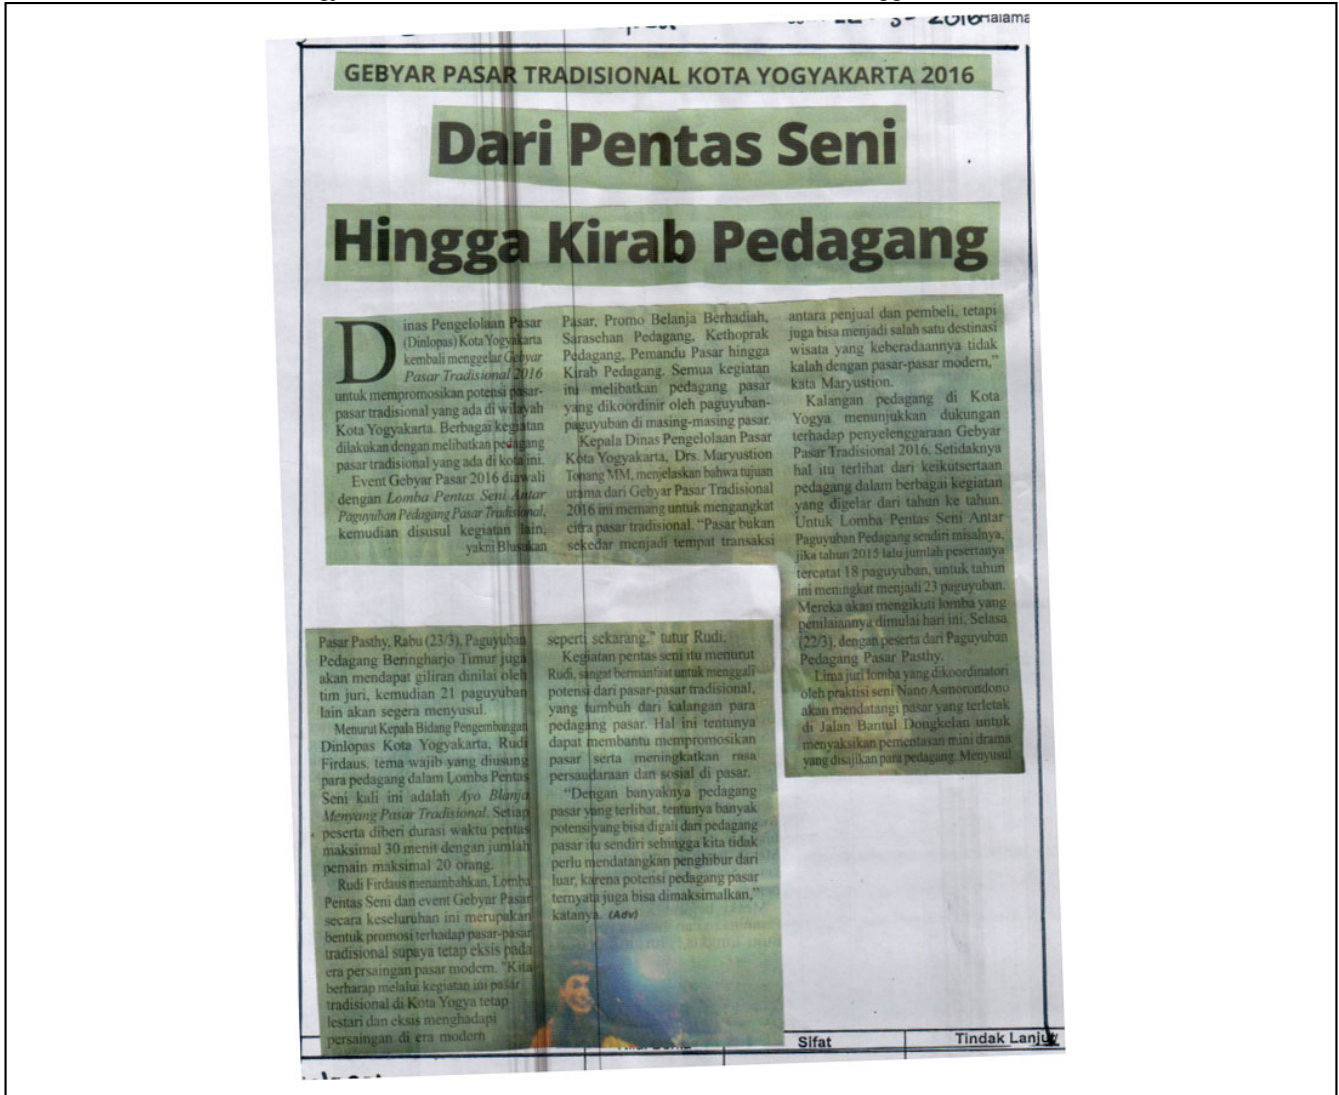 2016 Halama
GEBYAR PASAR TRADISIONAL KOTA YOGYAKARTA 2016
Dari Pentas Seni
Hingga Kirab Pedagang
Dinas Pengelolaan Pasar
(Dinlopas) Kota Yogyakarta
kembali menggelar Gebyar
Pasar Tradisional 2016
untuk mempromosikan potensi pasar-
pasar tradisional yang ada di wilayah
Kota Yogyakarta. Berbagai kegiatan
dilakukan dengan melibatkan pedagang
pasar tradisional yang ada di kota ini.
Event Gebyar Pasar 2016 diawali
dengan Lomba Pentas Seni Antar
Paguyuban Pedagang Pasar Tradisional,
kemudian disusul kegiatan lain,
yakni Blusukan
Pasar, Promo Belanja Berhadiah,
Sarasehan Pedagang, Kethoprak
Pedagang, Pemandu Pasar hingga
Kirab Pedagang. Semua kegiatan
itu melibatkan pedagang pasar
yang dikoordinir oleh paguyuban-
paguyuban di masing-masing pasar.
Kepala Dinas Pengelolaan Pasar
Kota Yogyakarta, Drs. Maryustion
Tonang MM, menjelaskan bahwa tujuan
utama dari Gebyar Pasar Tradisional
2016 ini memang untuk mengangkat
citra pasar tradisional. “Pasar bukan
sekedar menjadi tempat transaksi
antara penjual dan pembeli, tetapi
juga bisa menjadi salah satu destinasi
wisata yang keberadaannya tidak
kalah dengan pasar-pasar modern,”
kata Maryustion.
Kalangan pedagang di Kota
Yogya menunjukkan dukungan
terhadap penyelenggaraan Gebyar
Pasar Tradisional 2016. Setidaknya
hal itu terlihat dari keikutsertaan
pedagang dalam berbagai kegiatan
yang digelar dari tahun ke tahun.
Untuk Lomba Pentas Seni Antar
Paguyuban Pedagang sendiri misalnya,
jika tahun 2015 lalu jumlah pesertanya
tercatat 18 paguyuban, untuk tahun
ini meningkat menjadi 23 paguyuban.
Mereka akan mengikuti lomba yang
penilaiannya dimulai hari ini, Selasa
(22/3), dengan peserta dari Paguyuban
Pedagang Pasar Pasthy.
Lima juri lomba yang dikoordinatori
oleh praktisi seni Nano Asmorondono
akan mendatangi pasar yang terletak
di Jalan Bantul Dongkelan untuk
menyaksikan pementasan mini drama
yang disajikan para pedagang. Menyusul
Pasar Pasthy, Rabu (23/3), Paguyuban
Pedagang Beringharjo Timur juga
akan mendapat giliran dinilai oleh
tim juri, kemudian 21 paguyuban
lain akan segera menyusul.
Menurut Kepala Bidang Pengembangan
Dinlopas Kota Yogyakarta, Rudi
Firdaus, tema wajib yang diusung
para pedagang dalam Lomba Pentas
Seni kali ini adalah Ayo Blanja
Menyang Pasar Tradisional. Setiap
peserta diberi durasi waktu pentas
maksimal 30 menit dengan jumlah
pemain maksimal 20 orang.
Rudi Firdaus menambahkan, Lomba
Pentas Seni dan event Gebyar Pasar
secara keseluruhan ini merupakan
bentuk promosi terhadap pasar-pasar
tradisional supaya tetap eksis pada
era persaingan pasar modern. “Kita
berharap melalui kegiatan ini pasar
tradisional di Kota Yogya tetap
lestari dan eksis menghadapi
persaingan di era modern
seperti sekarang,” tutur Rudi.
Kegiatan pentas seni itu menurut
Rudi, sangat bermanfaat untuk menggali
potensi dari pasar-pasar tradisional,
yang tumbuh dari kalangan para
pedagang pasar. Hal ini tentunya
dapat membantu mempromosikan
pasar serta meningkatkan rasa
persaudaraan dan sosial di pasar.
“Dengan banyaknya pedagang
pasar yang terlibat, tentunya banyak
potensi yang bisa digali dari pedagang
pasar itu sendiri sehingga kita tidak
perlu mendatangkan penghibur dari
luar, karena potensi pedagang pasar
ternyata juga bisa dimaksimalkan,”
katanya. (Adv)
Sifat
Tindak Lanjut